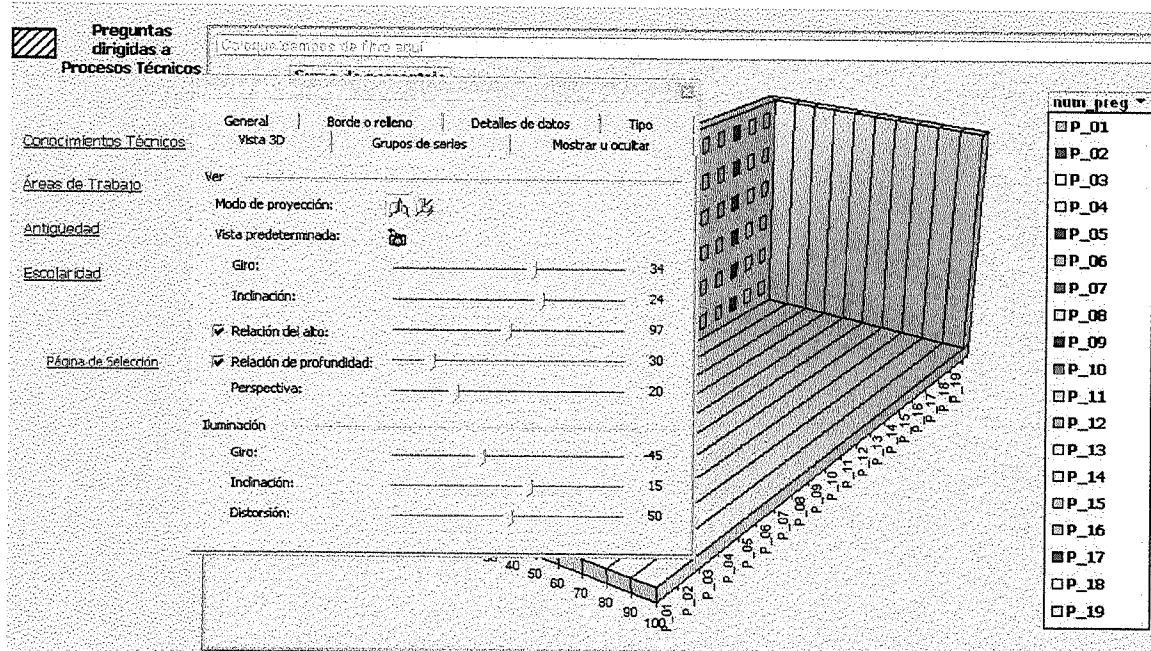 Preguntas
dirigidas a
Procesos Técnicos
Coloque campos de filtro aquí
Conocimientos Técnicos
Áreas de Trabajo
Antigüedad
Escolaridad
Página de Selección
General
Borde o relleno
Detalles de datos
Tipo
Vista 3D
Grupos de series
Mostrar u ocultar
Ver
Modo de proyección:
Vista predeterminada:
Giro: 34
Inclinación: 24
Relación del alto: 97
Relación de profundidad: 30
Perspectiva: 20
Iluminación
Giro: -45
Inclinación: 15
Distorsión: 50
40
50
60
70
80
90
100
P_01
P_02
P_03
P_04
P_05
P_06
P_07
P_08
P_09
P_10
P_11
P_12
P_13
P_14
P_15
P_16
P_17
P_18
P_19
num_preg
P_01
P_02
P_03
P_04
P_05
P_06
P_07
P_08
P_09
P_10
P_11
P_12
P_13
P_14
P_15
P_16
P_17
P_18
P_19